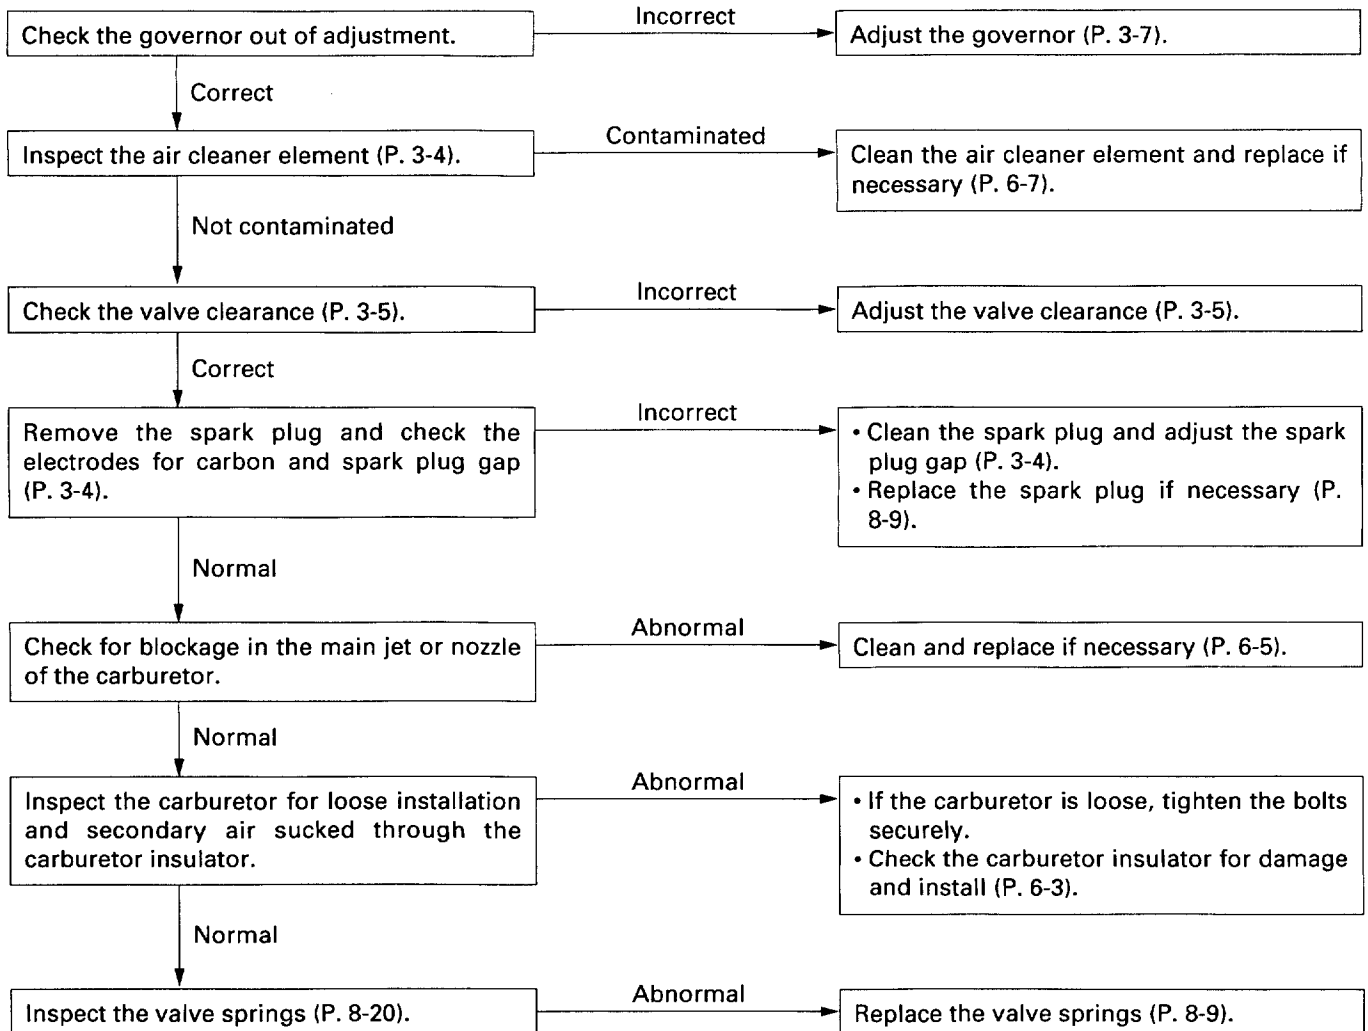 Check the governor out of adjustment.
Incorrect
Adjust the governor (P. 3-7).
Correct
Inspect the air cleaner element (P. 3-4).
Contaminated
Clean the air cleaner element and replace if
necessary (P. 6-7).
Not contaminated
Check the valve clearance (P. 3-5).
Incorrect
Adjust the valve clearance (P. 3-5).
Correct
Remove the spark plug and check the
electrodes for carbon and spark plug gap
(P. 3-4).
Incorrect
• Clean the spark plug and adjust the spark
plug gap (P. 3-4).
• Replace the spark plug if necessary (P.
8-9).
Normal
Check for blockage in the main jet or nozzle
of the carburetor.
Abnormal
Clean and replace if necessary (P. 6-5).
Normal
Inspect the carburetor for loose installation
and secondary air sucked through the
carburetor insulator.
Abnormal
• If the carburetor is loose, tighten the bolts
securely.
• Check the carburetor insulator for damage
and install (P. 6-3).
Normal
Inspect the valve springs (P. 8-20).
Abnormal
Replace the valve springs (P. 8-9).